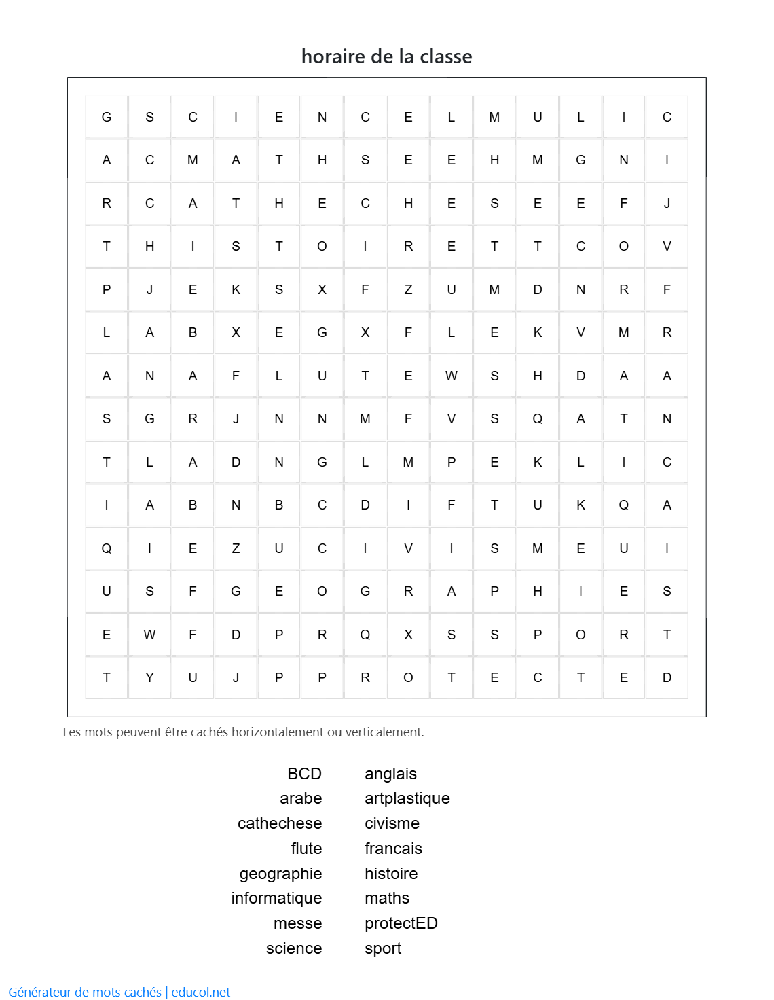 horaire de la classe
G S C I E N C E L M U L I C
A C M A T H S E E H M G N I
R C A T H E C H E S E E F J
T H I S T O I R E T T C O V
P J E K S X F Z U M D N R F
L A B X E G X F L E K V M R
A N A F L U T E W S H D A A
S G R J N N M F V S Q A T N
T L A D N G L M P E K L I C
I A B N B C D I F T U K Q A
Q I E Z U C I V I S M E U I
U S F G E O G R A P H I E S
E W F D P R Q X S S P O R T
T Y U J P P R O T E C T E D
Les mots peuvent être cachés horizontalement ou verticalement.
BCD anglais
arabe artplastique
cathechese civisme
flute francais
geographie histoire
informatique maths
messe protectED
science sport
Générateur de mots cachés | educol.net